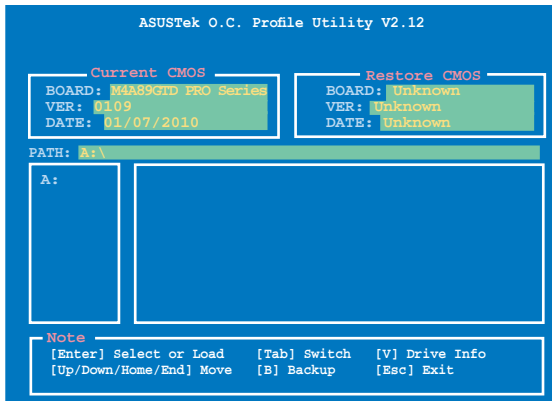 ASUSTek O.C. Profile Utility V2.12
Current CMOS
BOARD: M4A89GTD PRO Series
VER: 0109
DATE: 01/07/2010
Restore CMOS
BOARD: Unknown
VER: Unknown
DATE: Unknown
PATH: A:\
A:
Note
[Enter] Select or Load [Tab] Switch [V] Drive Info
[Up/Down/Home/End] Move [B] Backup [Esc] Exit